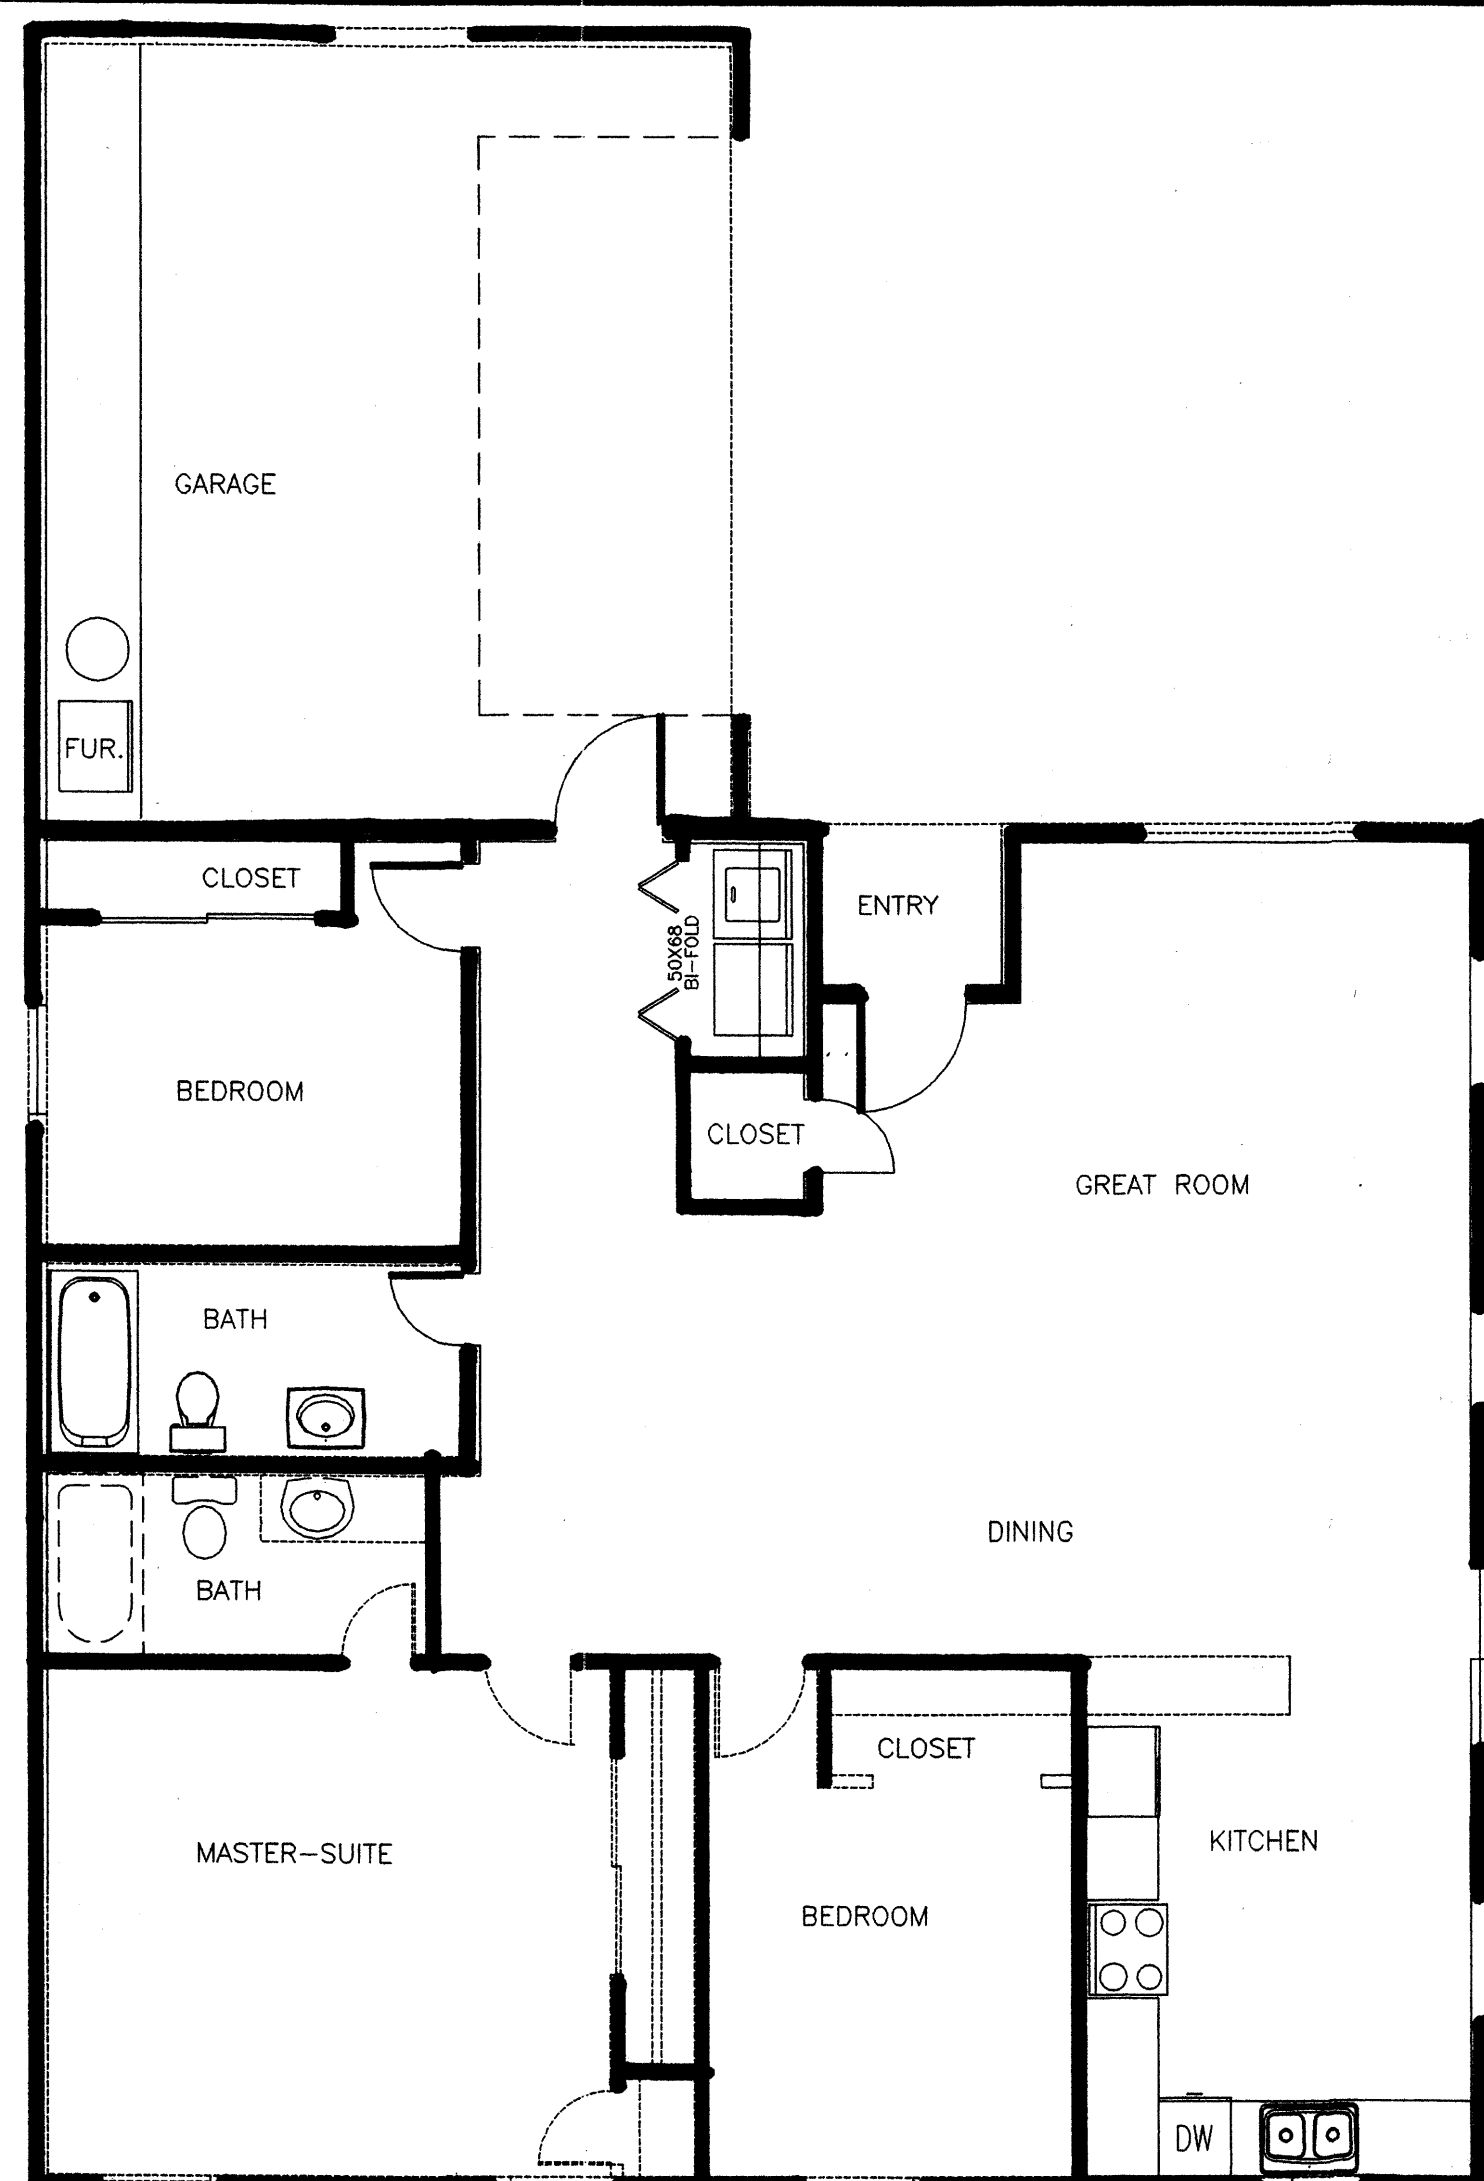 GARAGE
FUR.
CLOSET
ENTRY
50X68
BI-FOLD
BEDROOM
CLOSET
GREAT ROOM
BATH
DINING
BATH
CLOSET
MASTER-SUITE
KITCHEN
BEDROOM
DW